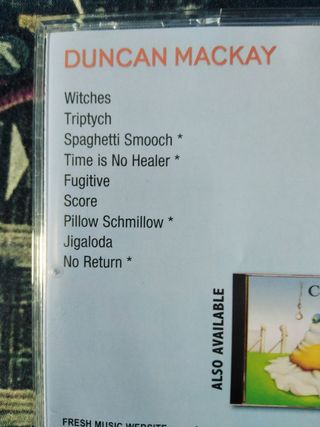 DUNCAN MACKAY
Witches
Triptych
Spaghetti Smooch *
Time is No Healer *
Fugitive
Score
Pillow Schmillow *
Jigaloda
No Return *
ALSO AVAILABLE
C
FRESH MUSIC WEBSITE